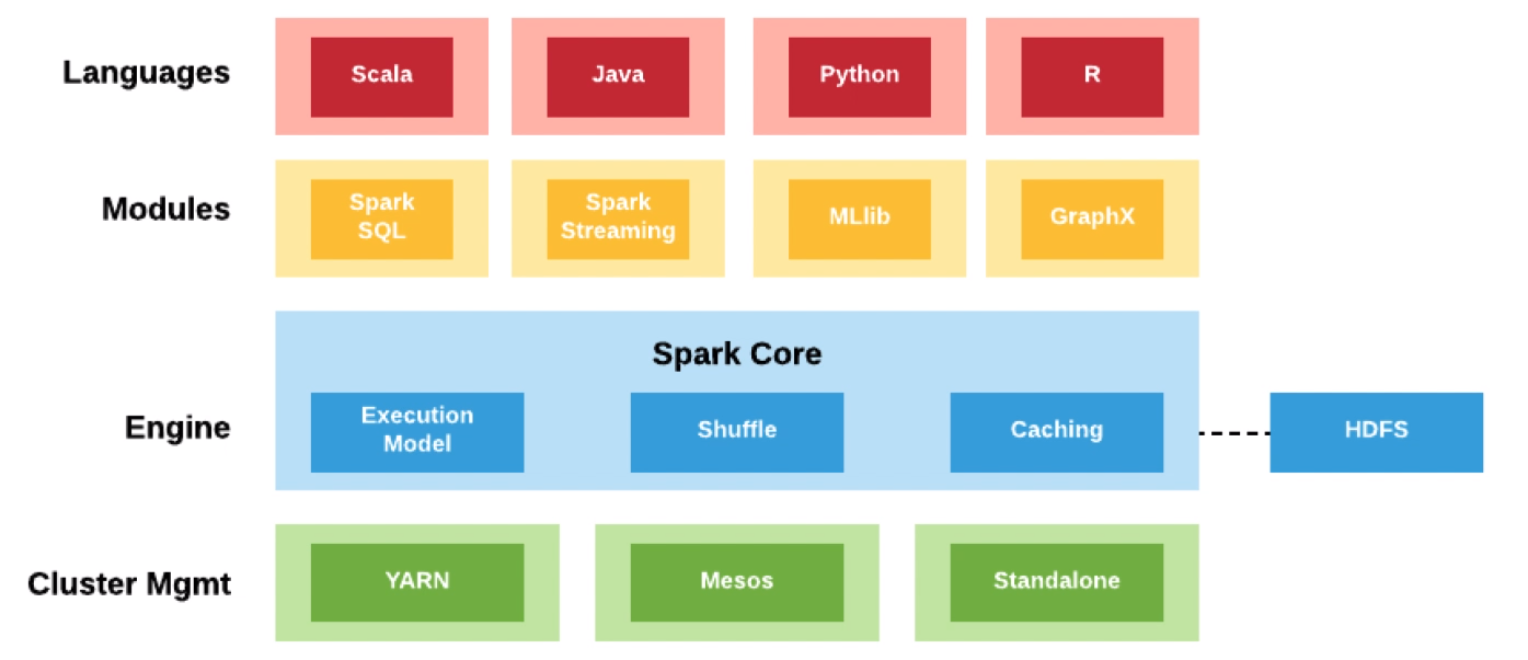 Languages
Scala
Java
Python
R
Modules
Spark
SQL
Spark
Streaming
MLlib
GraphX
Spark Core
Engine
Execution
Model
Shuffle
Caching
HDFS
Cluster Mgmt
YARN
Mesos
Standalone